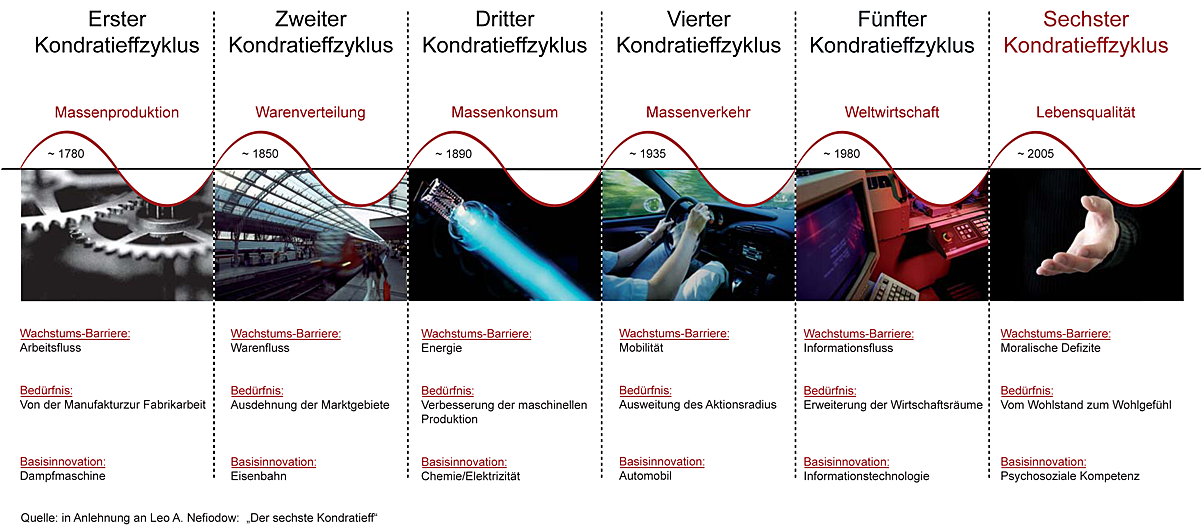 Erster
Kondratieffzyklus
Zweiter
Kondratieffzyklus
Dritter
Kondratieffzyklus
Vierter
Kondratieffzyklus
Fünfter
Kondratieffzyklus
Sechster
Kondratieffzyklus
Massenproduktion
Warenverteilung
Massenkonsum
Massenverkehr
Weltwirtschaft
Lebensqualität
~ 1780
~ 1850
~ 1890
~ 1935
~ 1980
~ 2005
Wachstums-Barriere:
Arbeitsfluss
Bedürfnis:
Von der Manufakturzur Fabrikarbeit
Basisinnovation:
Dampfmaschine
Wachstums-Barriere:
Warenfluss
Bedürfnis:
Ausdehnung der Marktgebiete
Basisinnovation:
Eisenbahn
Wachstums-Barriere:
Energie
Bedürfnis:
Verbesserung der maschinellen
Produktion
Basisinnovation:
Chemie/Elektrizität
Wachstums-Barriere:
Mobilität
Bedürfnis:
Ausweitung des Aktionsradius
Basisinnovation:
Automobil
Wachstums-Barriere:
Informationsfluss
Bedürfnis:
Erweiterung der Wirtschaftsräume
Basisinnovation:
Informationstechnologie
Wachstums-Barriere:
Moralische Defizite
Bedürfnis:
Vom Wohlstand zum Wohlgefühl
Basisinnovation:
Psychosoziale Kompetenz
Quelle: in Anlehnung an Leo A. Nefiodow: „Der sechste Kondratieff“